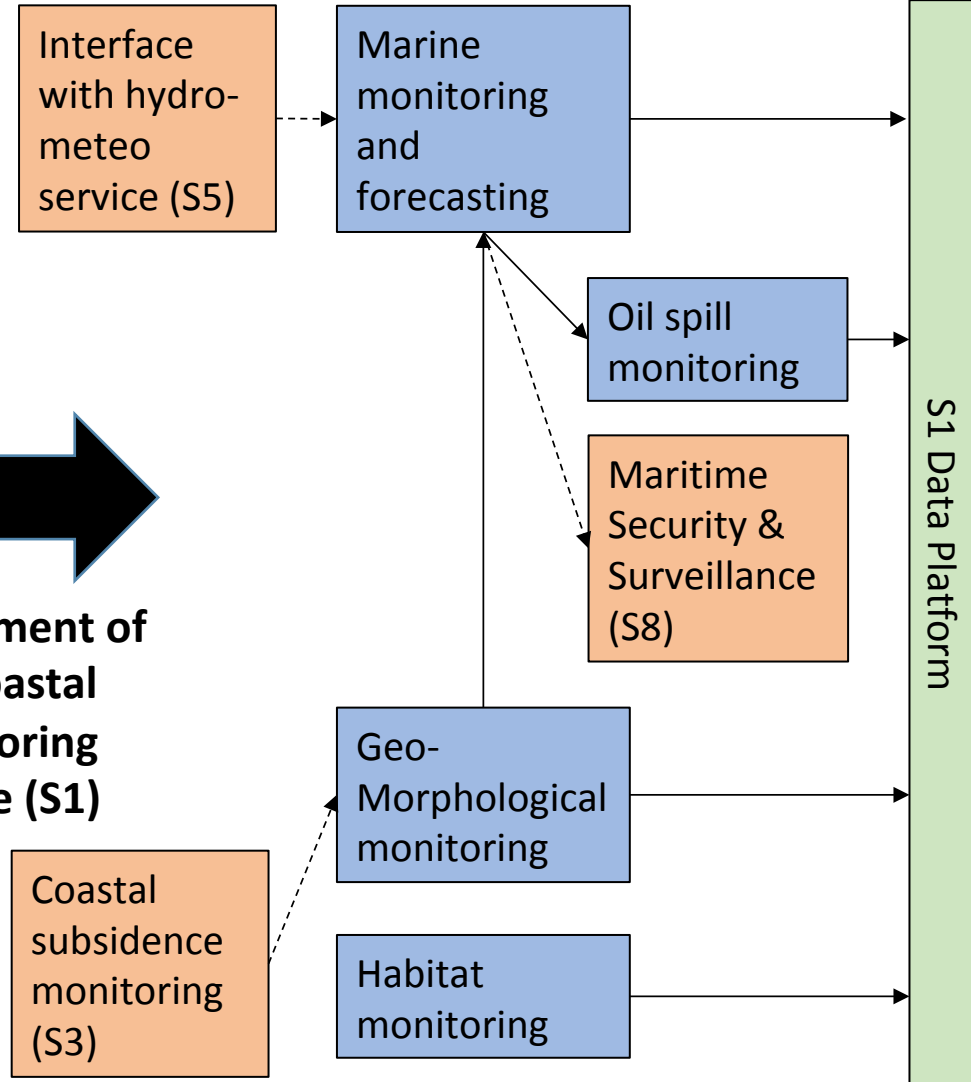 Interface
with hydro-
meteo
service (S5)
Marine
monitoring
and
forecasting
Oil spill
monitoring
Maritime
Security &
Surveillance
(S8)
S1 Data Platform
ment of
astal
oring
e (S1)
Geo-
Morphological
monitoring
Coastal
subsidence
monitoring
(S3)
Habitat
monitoring